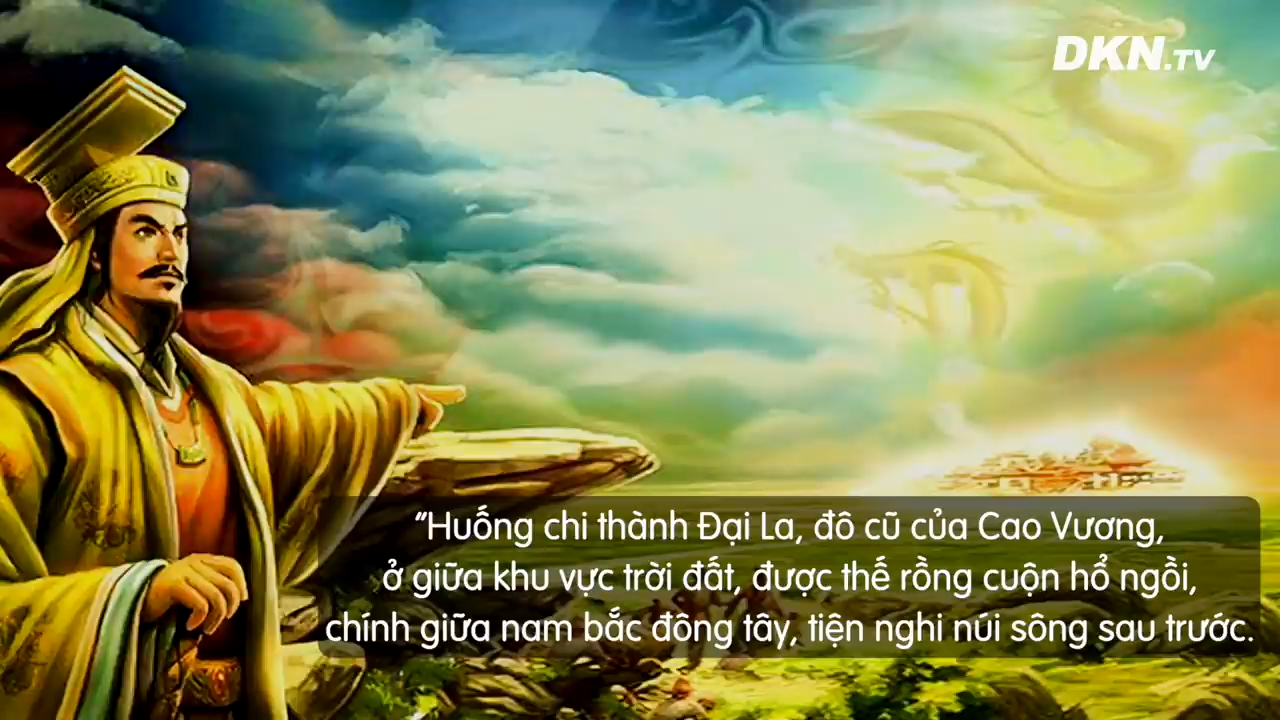 DKN.TV
“Huống chi thành Đại La, đô cũ của Cao Vương,
ở giữa khu vực trời đất, được thế rồng cuộn hổ ngồi,
chính giữa nam bắc đông tây, tiện nghi núi sông sau trước.